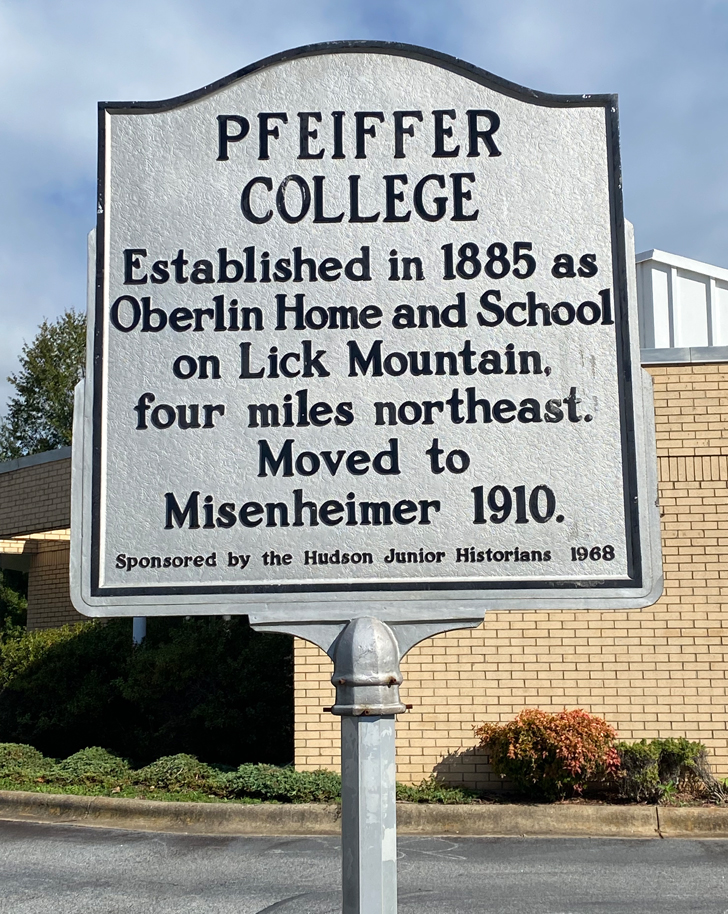 PFEIFFER
COLLEGE
Established in 1885 as
Oberlin Home and School
on Lick Mountain,
four miles northeast.
Moved to
Misenheimer 1910.
Sponsored by the Hudson Junior Historians 1968